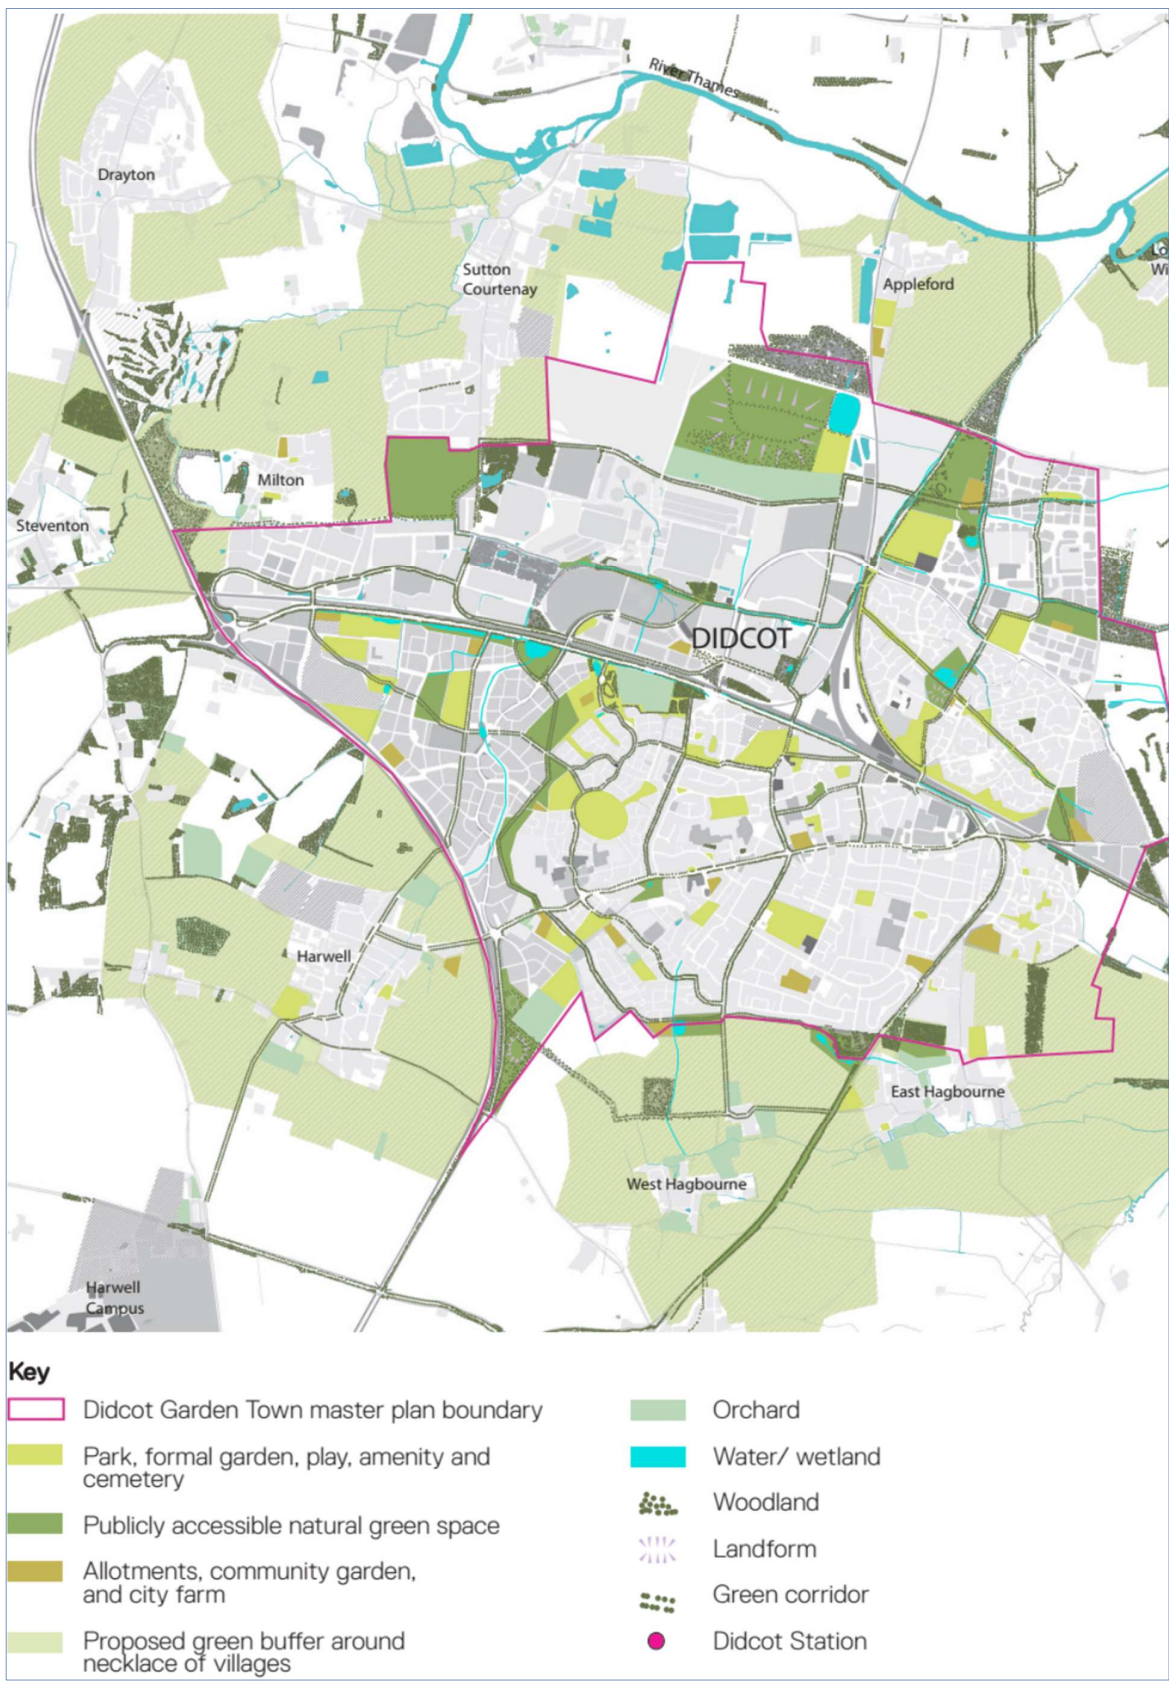 River Thames
Drayton
Sutton
Courtenay
Appleford
Lo
Wi
Milton
Steventon
DIDCOT
Harwell
East Hagbourne
West Hagbourne
Harwell
Campus
Key
Didcot Garden Town master plan boundary
Park, formal garden, play, amenity and
cemetery
Publicly accessible natural green space
Allotments, community garden,
and city farm
Proposed green buffer around
necklace of villages
Orchard
Water/ wetland
Woodland
Landform
Green corridor
Didcot Station